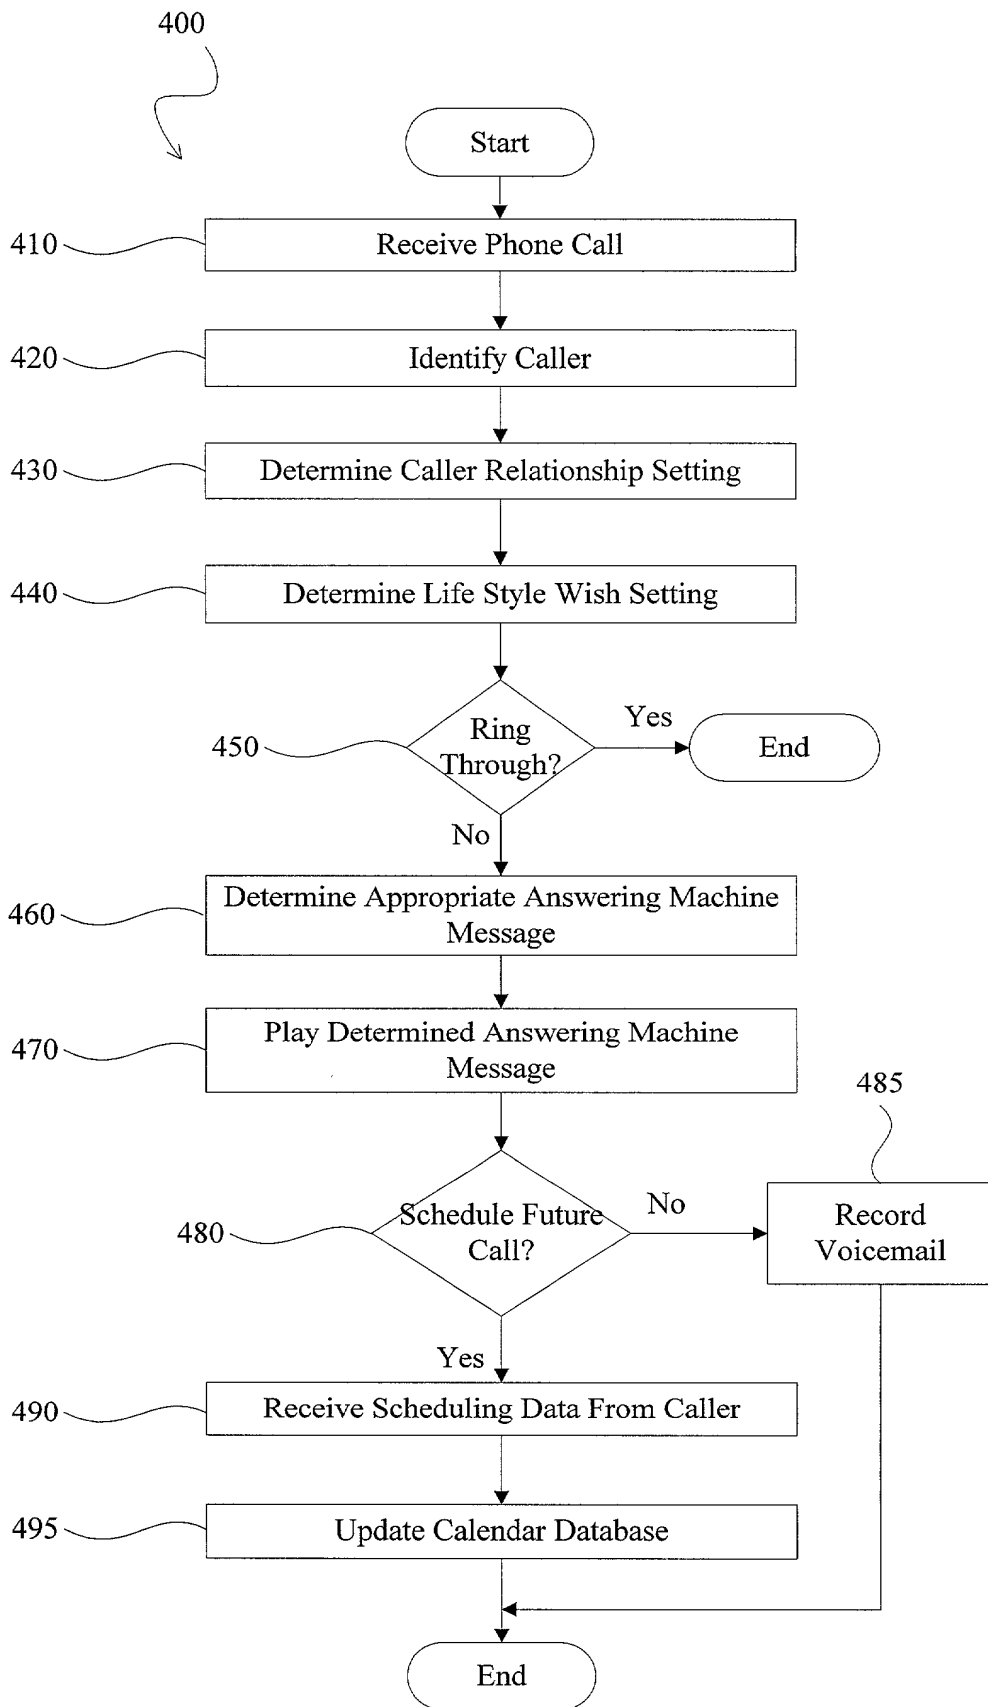 400
Start
410
Receive Phone Call
420
Identify Caller
430
Determine Caller Relationship Setting
440
Determine Life Style Wish Setting
450
Ring
Through?
Yes
End
No
460
Determine Appropriate Answering Machine
Message
470
Play Determined Answering Machine
Message
485
480
Schedule Future
Call?
No
Record
Voicemail
Yes
490
Receive Scheduling Data From Caller
495
Update Calendar Database
End